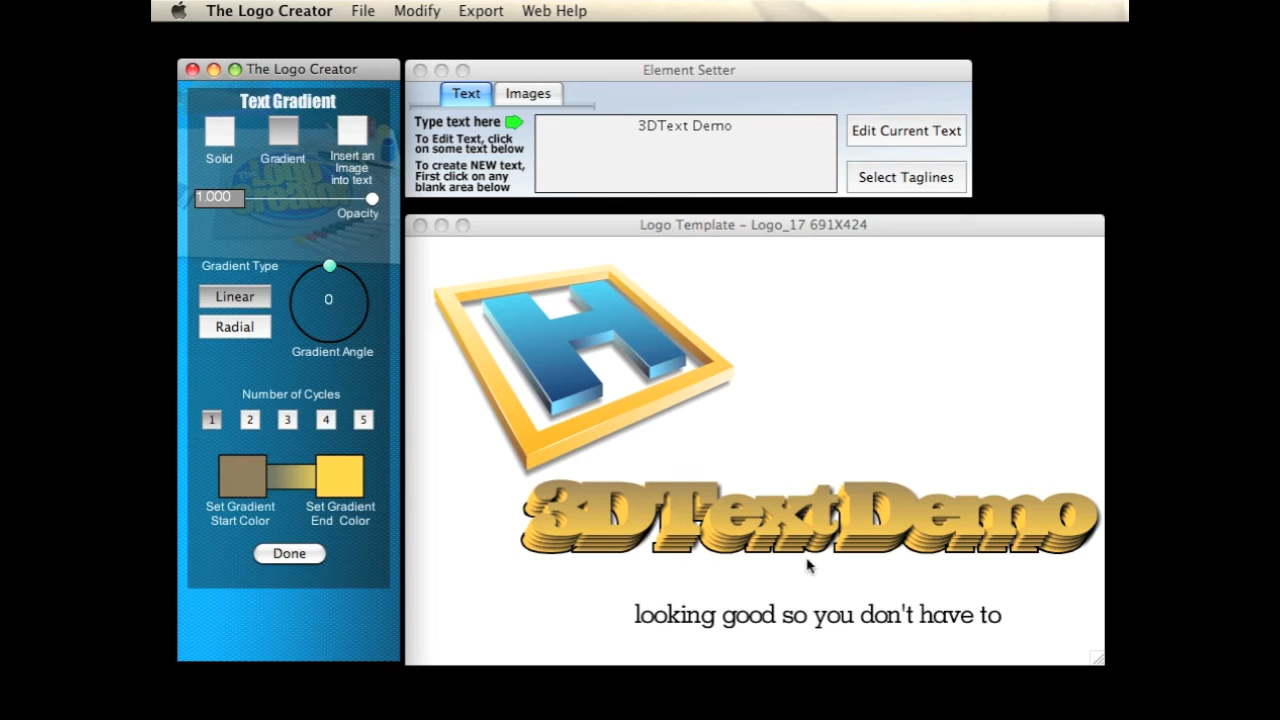 The Logo Creator File Modify Export Web Help
The Logo Creator
Text Gradient
Solid
Gradient
Insert an
Image
into text
1.000
Opacity
Gradient Type
Linear
Radial
0
Gradient Angle
Number of Cycles
1 2 3 4 5
Set Gradient
Start Color
Set Gradient
End Color
Done
Element Setter
Text Images
Type text here
To Edit Text, click
on some text below
To create NEW text,
First click on any
blank area below
3DText Demo
Edit Current Text
Select Taglines
Logo Template - Logo_17 691X424
H
3DText Demo
looking good so you don't have to